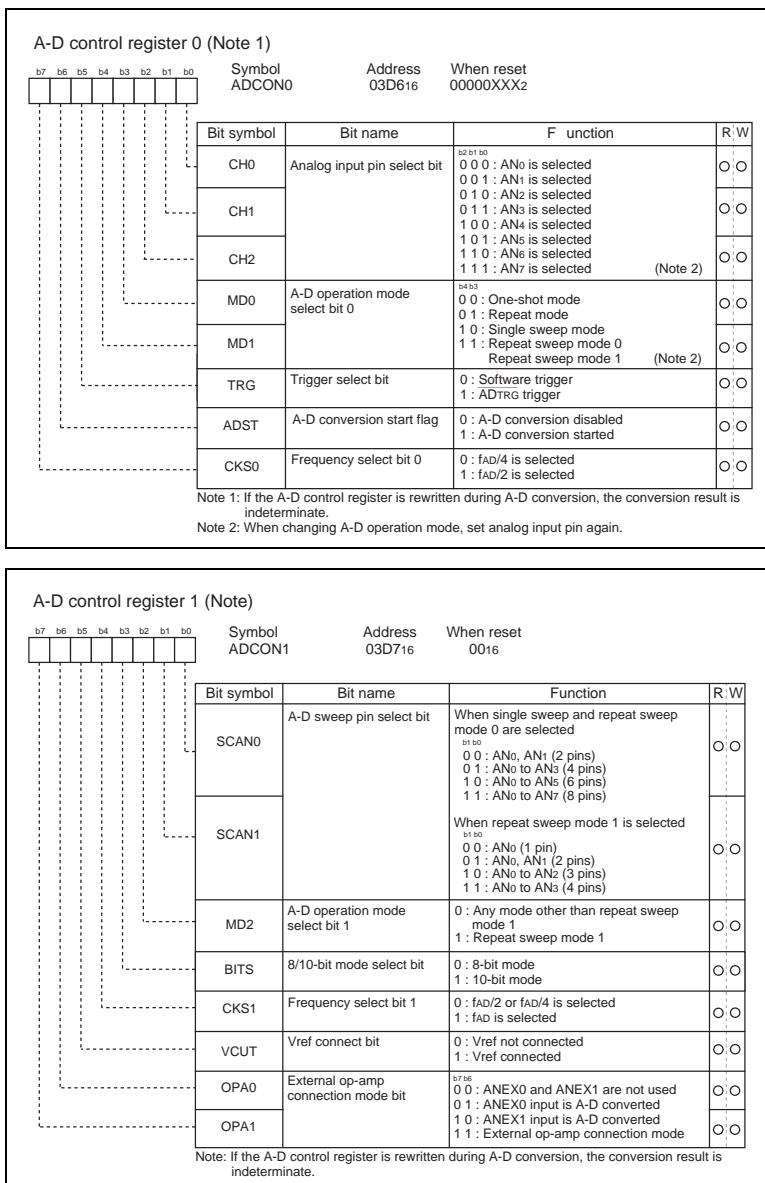 A-D control register 0 (Note 1)
b7 b6 b5 b4 b3 b2 b1 b0
Symbol Address When reset
ADCON0 03D616 00000XXX2
Bit symbol Bit name F unction R W
CH0 Analog input pin select bit
b2 b1 b0
0 0 0 : AN0 is selected
0 0 1 : AN1 is selected
0 1 0 : AN2 is selected
0 1 1 : AN3 is selected
1 0 0 : AN4 is selected
1 0 1 : AN5 is selected
1 1 0 : AN6 is selected
1 1 1 : AN7 is selected (Note 2)
CH1
CH2
MD0 A-D operation mode
select bit 0
b4 b3
0 0 : One-shot mode
0 1 : Repeat mode
1 0 : Single sweep mode
1 1 : Repeat sweep mode 0
Repeat sweep mode 1 (Note 2)
MD1
TRG Trigger select bit
0 : Software trigger
1 : ADTRG trigger
ADST A-D conversion start flag
0 : A-D conversion disabled
1 : A-D conversion started
CKS0 Frequency select bit 0
0 : fAD/4 is selected
1 : fAD/2 is selected
Note 1: If the A-D control register is rewritten during A-D conversion, the conversion result is
indeterminate.
Note 2: When changing A-D operation mode, set analog input pin again.
A-D control register 1 (Note)
b7 b6 b5 b4 b3 b2 b1 b0
Symbol Address When reset
ADCON1 03D716 0016
Bit symbol Bit name Function R W
SCAN0 A-D sweep pin select bit
When single sweep and repeat sweep
mode 0 are selected
b1 b0
0 0 : AN0, AN1 (2 pins)
0 1 : AN0 to AN3 (4 pins)
1 0 : AN0 to AN5 (6 pins)
1 1 : AN0 to AN7 (8 pins)
SCAN1
When repeat sweep mode 1 is selected
b1 b0
0 0 : AN0 (1 pin)
0 1 : AN0, AN1 (2 pins)
1 0 : AN0 to AN2 (3 pins)
1 1 : AN0 to AN3 (4 pins)
MD2 A-D operation mode
select bit 1
0 : Any mode other than repeat sweep
mode 1
1 : Repeat sweep mode 1
BITS 8/10-bit mode select bit
0 : 8-bit mode
1 : 10-bit mode
CKS1 Frequency select bit 1
0 : fAD/2 or fAD/4 is selected
1 : fAD is selected
VCUT Vref connect bit
0 : Vref not connected
1 : Vref connected
OPA0 External op-amp
connection mode bit
b7 b6
0 0 : ANEX0 and ANEX1 are not used
0 1 : ANEX0 input is A-D converted
1 0 : ANEX1 input is A-D converted
1 1 : External op-amp connection mode
OPA1
Note: If the A-D control register is rewritten during A-D conversion, the conversion result is
indeterminate.